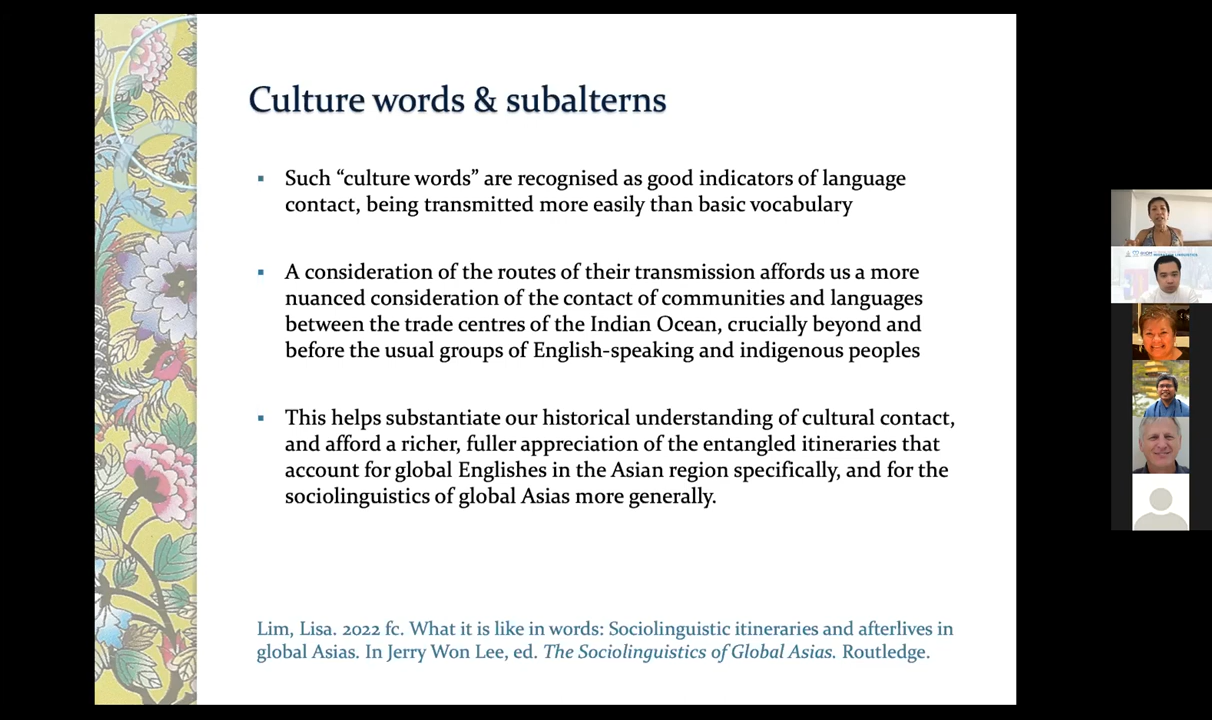 Culture words & subalterns
▪ Such “culture words” are recognised as good indicators of language
contact, being transmitted more easily than basic vocabulary
▪ A consideration of the routes of their transmission affords us a more
nuanced consideration of the contact of communities and languages
between the trade centres of the Indian Ocean, crucially beyond and
before the usual groups of English-speaking and indigenous peoples
▪ This helps substantiate our historical understanding of cultural contact,
and afford a richer, fuller appreciation of the entangled itineraries that
account for global Englishes in the Asian region specifically, and for the
sociolinguistics of global Asias more generally.
Lim, Lisa. 2022 fc. What it is like in words: Sociolinguistic itineraries and afterlives in
global Asias. In Jerry Won Lee, ed. The Sociolinguistics of Global Asias. Routledge.